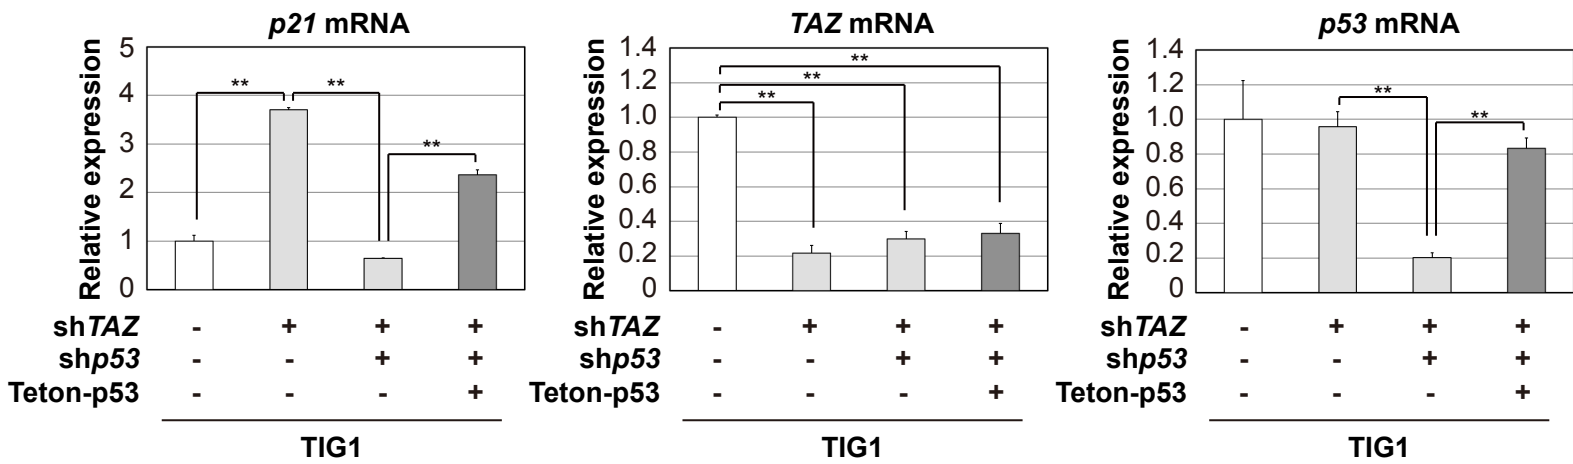 p21 mRNA
Relative expression
5
4
3
2
1
0
** ** **
shTAZ - + + +
shp53 - - + +
Teton-p53 - - - +
TIG1
TAZ mRNA
Relative expression
1.4
1.2
1.0
0.8
0.6
0.4
0.2
0
** ** **
shTAZ - + + +
shp53 - - + +
Teton-p53 - - - +
TIG1
p53 mRNA
Relative expression
1.4
1.2
1.0
0.8
0.6
0.4
0.2
0
** **
shTAZ - + + +
shp53 - - + +
Teton-p53 - - - +
TIG1